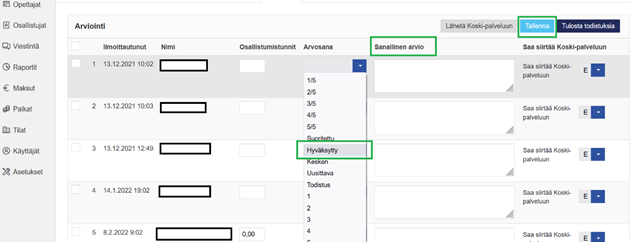 Opettajat
Osallistujat
Viestintä
Raportit
Maksut
Palkat
Tilat
Käyttäjät
Asetukset
Arviointi
Lähetä Koski-palveluun
Tallenna
Tulosta todistuksia
Ilmoittautunut
Nimi
Osallistumistunnit
Arvosana
Sanallinen arvio
Saa siirtää Koski-palveluun
1 13.12.2021 10:02
Saa siirtää Koski-
palveluun
E
1/5
2/5
3/5
4/5
5/5
Suoritettu
Hyväksytty
Kesken
Uusittava
Todistus
1
2
3
4
2 13.12.2021 10:03
Saa siirtää Koski-
palveluun
E
3 13.12.2021 12:49
Saa siirtää Koski-
palveluun
E
4 14.1.2022 19:02
Saa siirtää Koski-
palveluun
E
5 8.2.2022 9:02
0,00
Saa siirtää Koski-
E